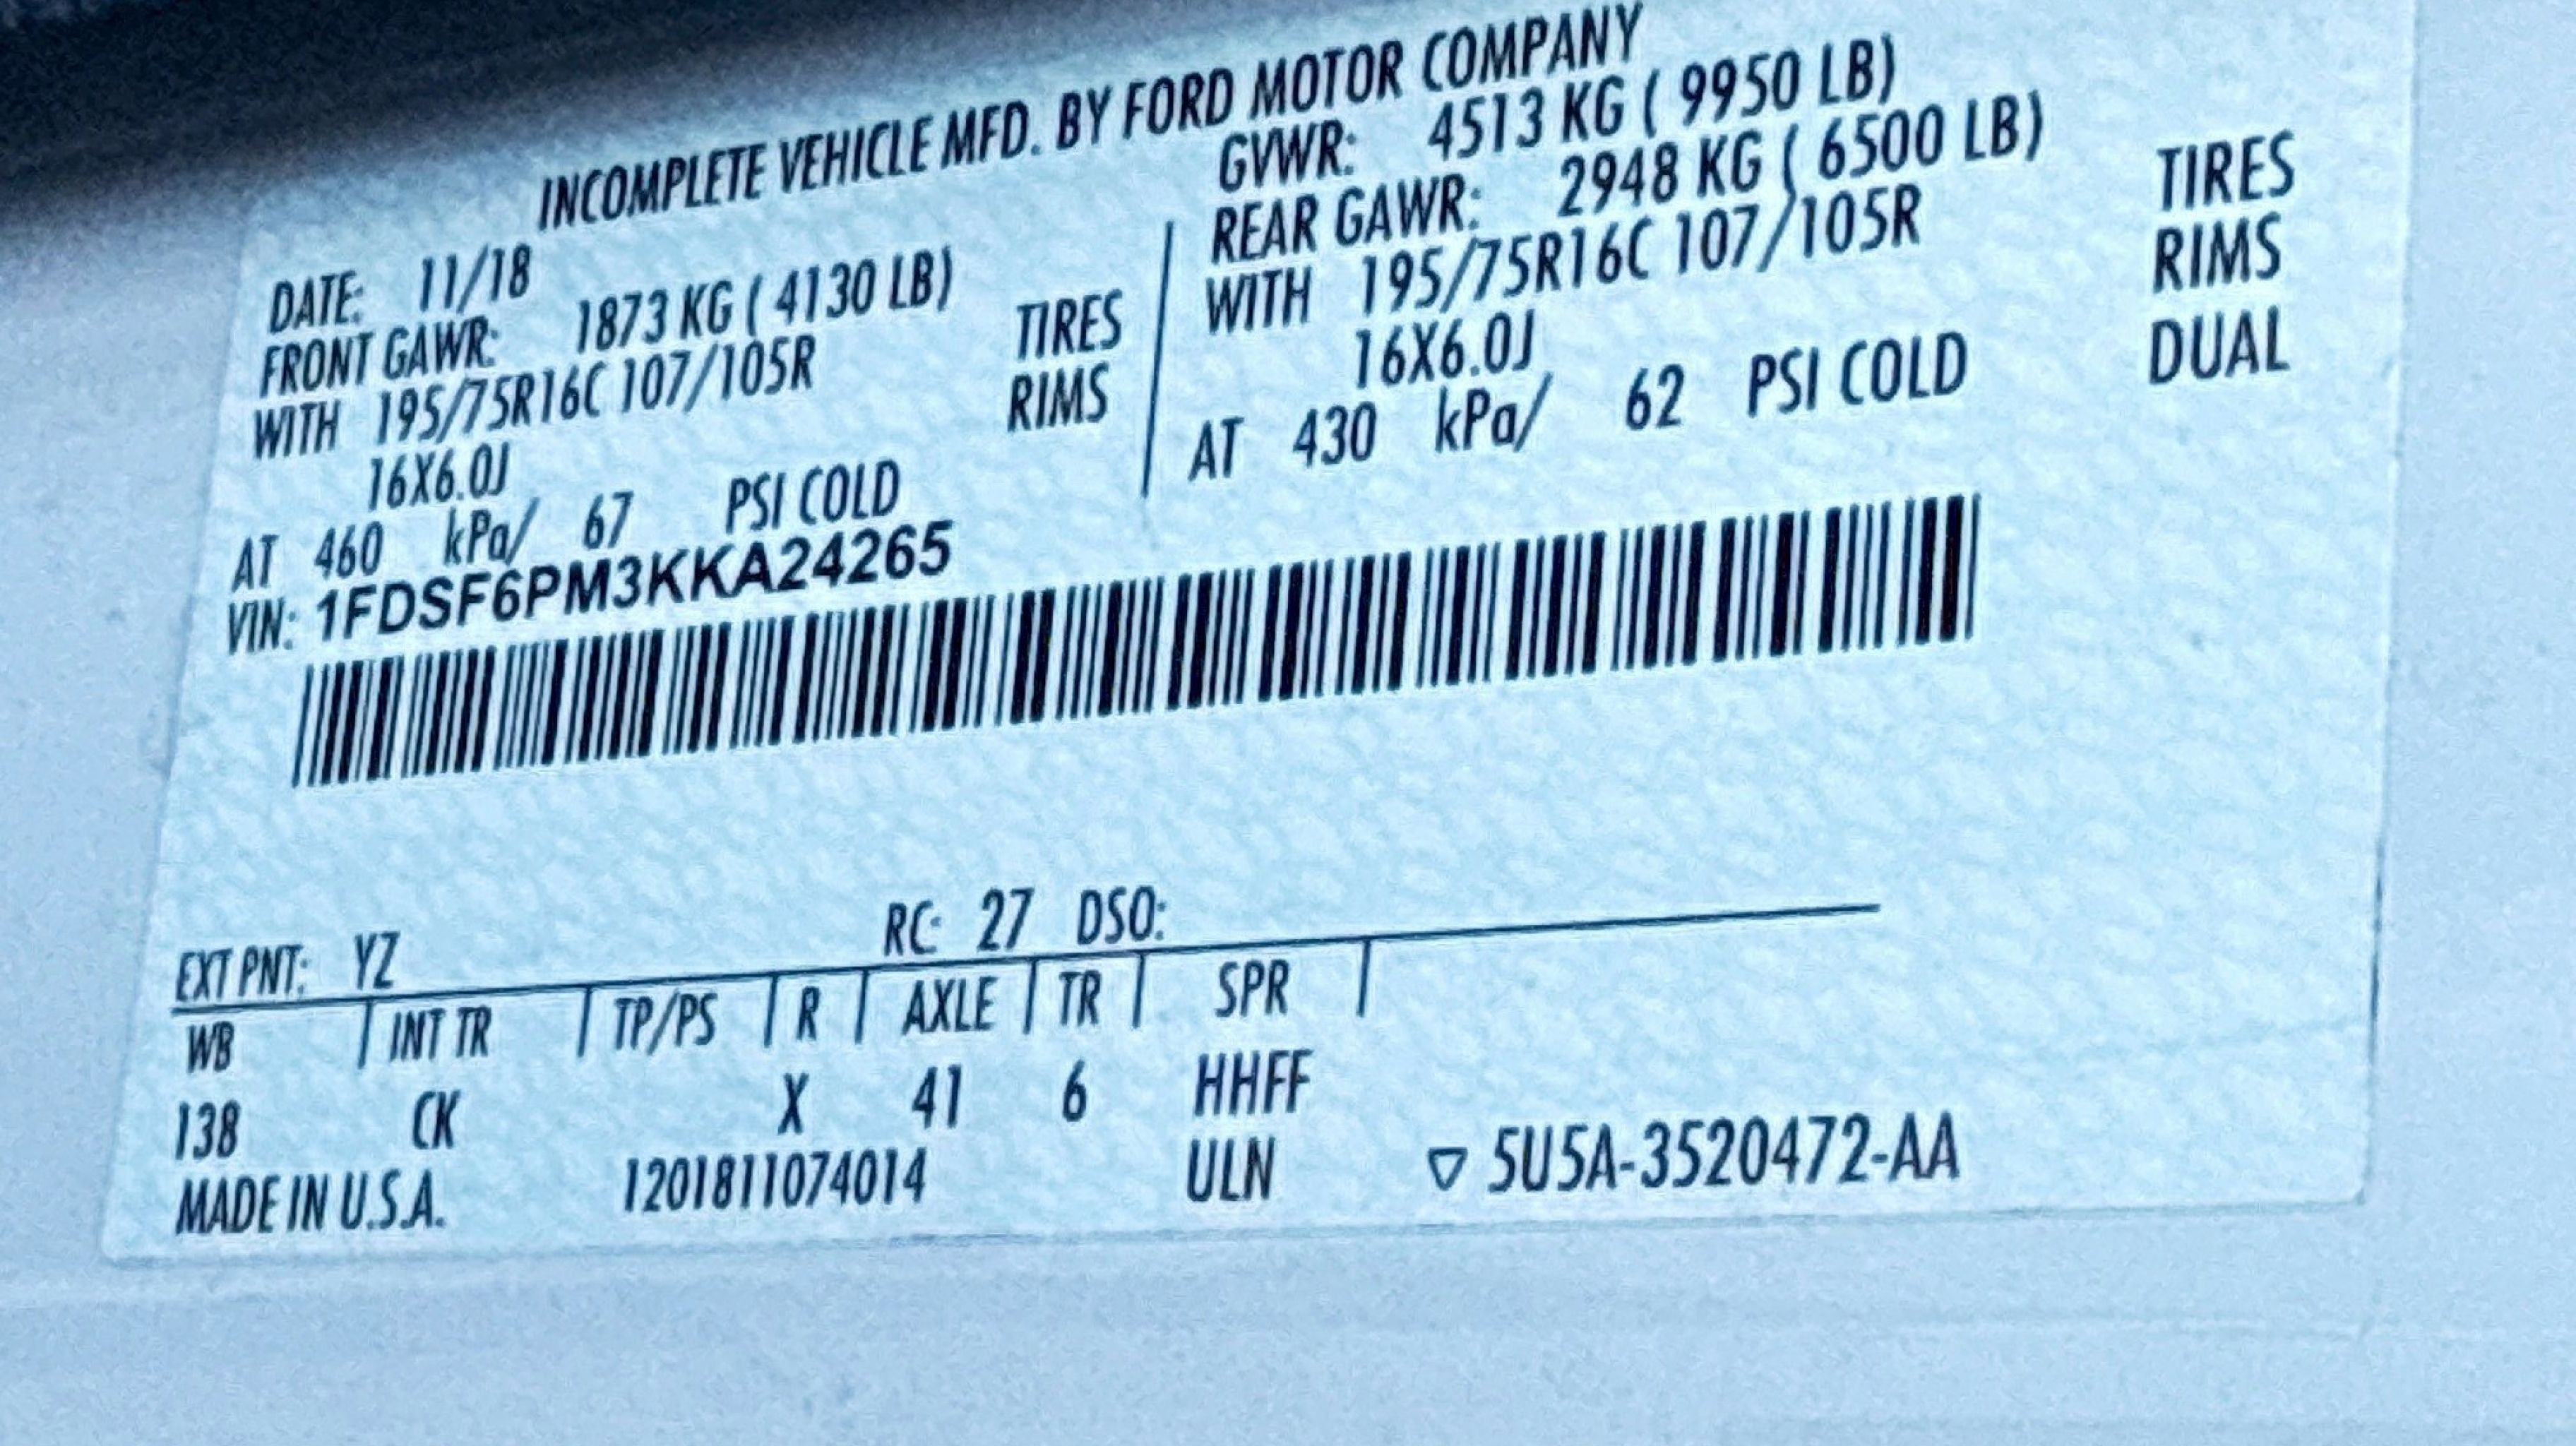 INCOMPLETE VEHICLE MFD. BY FORD MOTOR COMPANY
DATE: 11/18
FRONT GAWR: 1873 KG ( 4130 LB)
WITH 195/75R16C 107/105R TIRES
16X6.0J RIMS
AT 460 kPa/ 67 PSI COLD
GVWR: 4513 KG ( 9950 LB)
REAR GAWR: 2948 KG ( 6500 LB)
WITH 195/75R16C 107/105R TIRES
16X6.0J RIMS
AT 430 kPa/ 62 PSI COLD DUAL
VIN: 1FDSF6PM3KKA24265
EXT PNT: YZ RC: 27 DSO:
WB INT TR TP/PS R AXLE TR SPR
138 CK X 41 6 HHFF
MADE IN U.S.A. 1201811074014 ULN ▽ 5U5A-3520472-AA